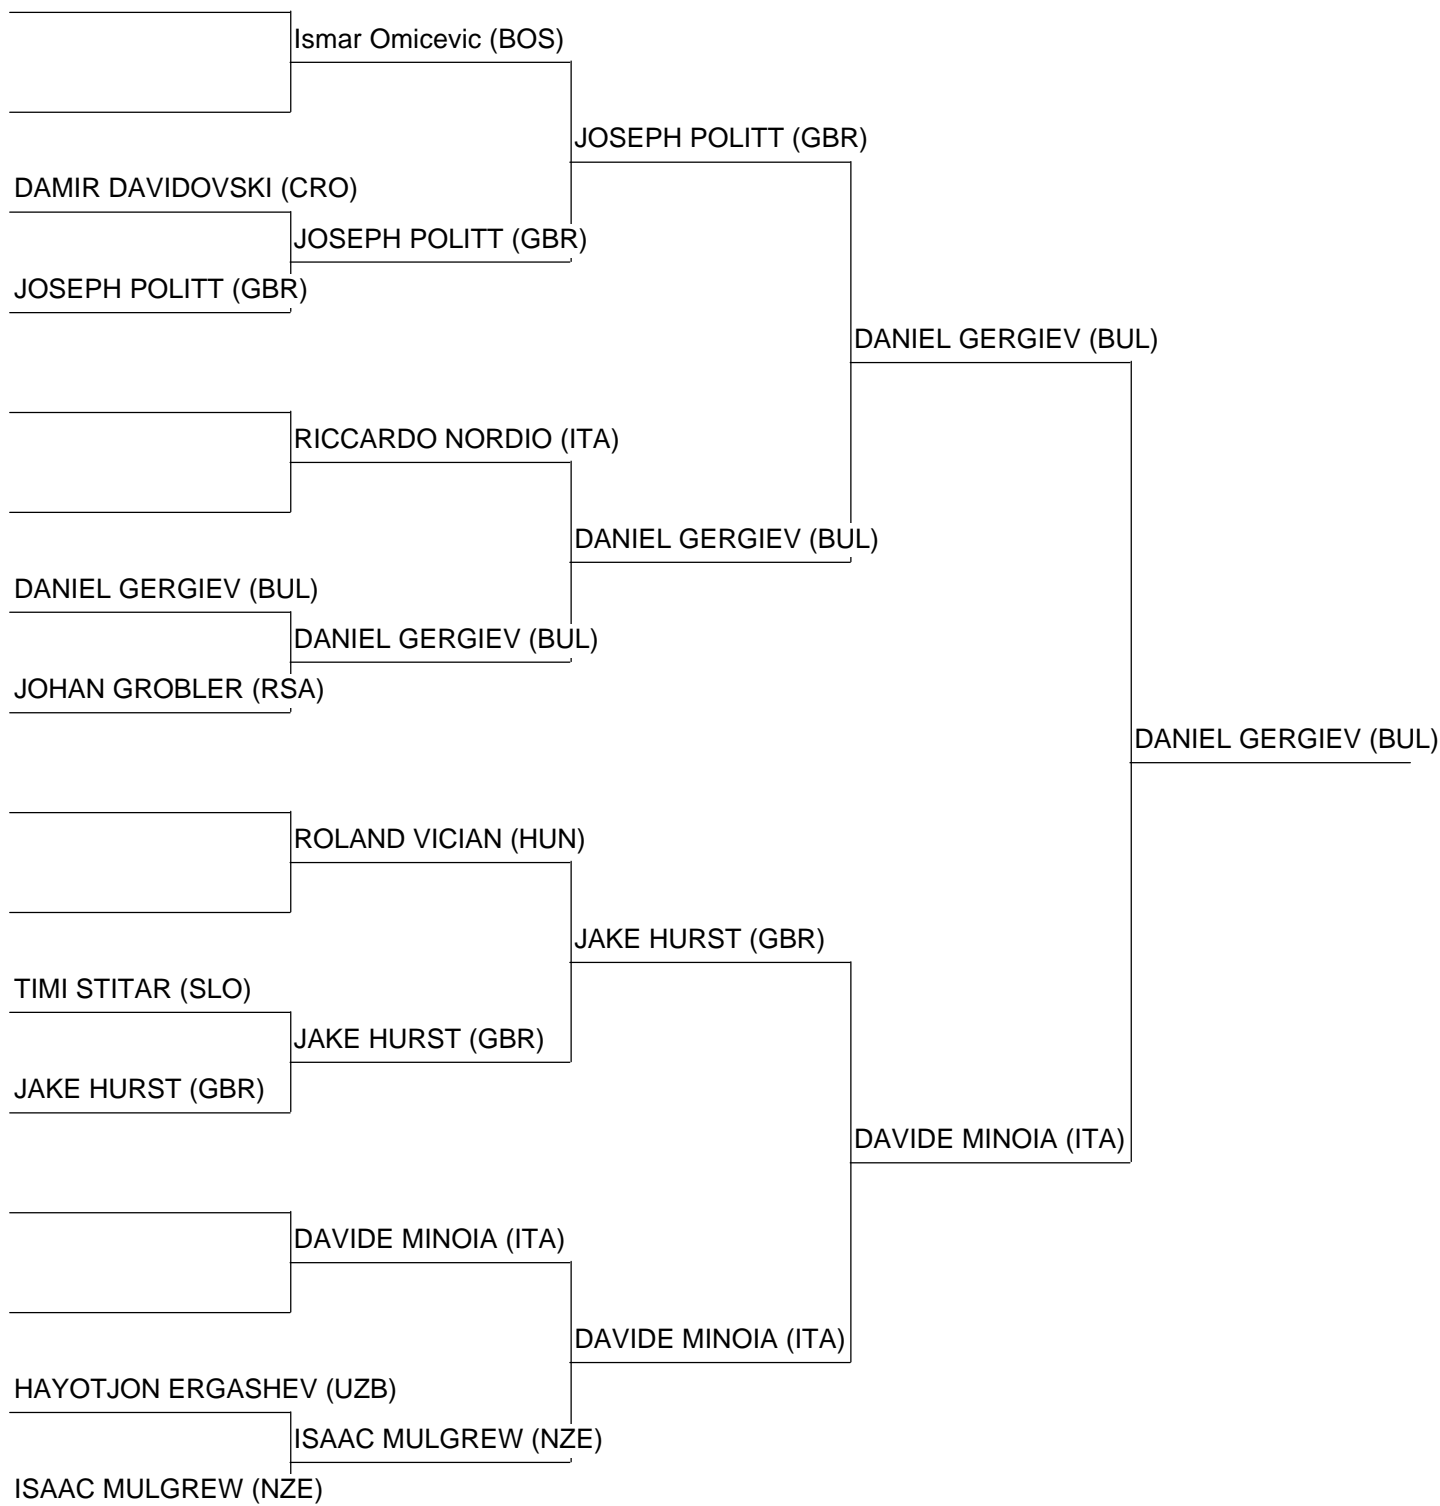 Ismar Omicevic (BOS)
JOSEPH POLITT (GBR)
DAMIR DAVIDOVSKI (CRO)
JOSEPH POLITT (GBR)
JOSEPH POLITT (GBR)
DANIEL GERGIEV (BUL)
RICCARDO NORDIO (ITA)
DANIEL GERGIEV (BUL)
DANIEL GERGIEV (BUL)
DANIEL GERGIEV (BUL)
JOHAN GROBLER (RSA)
DANIEL GERGIEV (BUL)
ROLAND VICIAN (HUN)
JAKE HURST (GBR)
TIMI STITAR (SLO)
JAKE HURST (GBR)
JAKE HURST (GBR)
DAVIDE MINOIA (ITA)
DAVIDE MINOIA (ITA)
DAVIDE MINOIA (ITA)
HAYOTJON ERGASHEV (UZB)
ISAAC MULGREW (NZE)
ISAAC MULGREW (NZE)